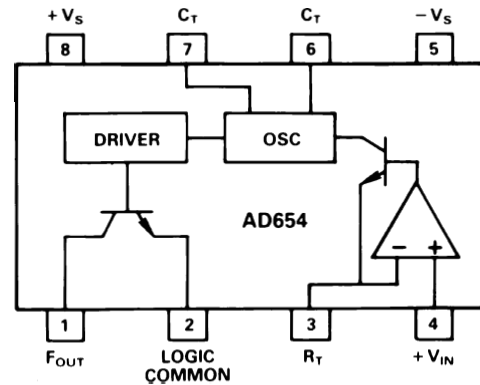 + VS CT CT − VS
8 7 6 5
DRIVER OSC
AD654
− +
1 2 3 4
FOUT LOGIC COMMON RT + VIN